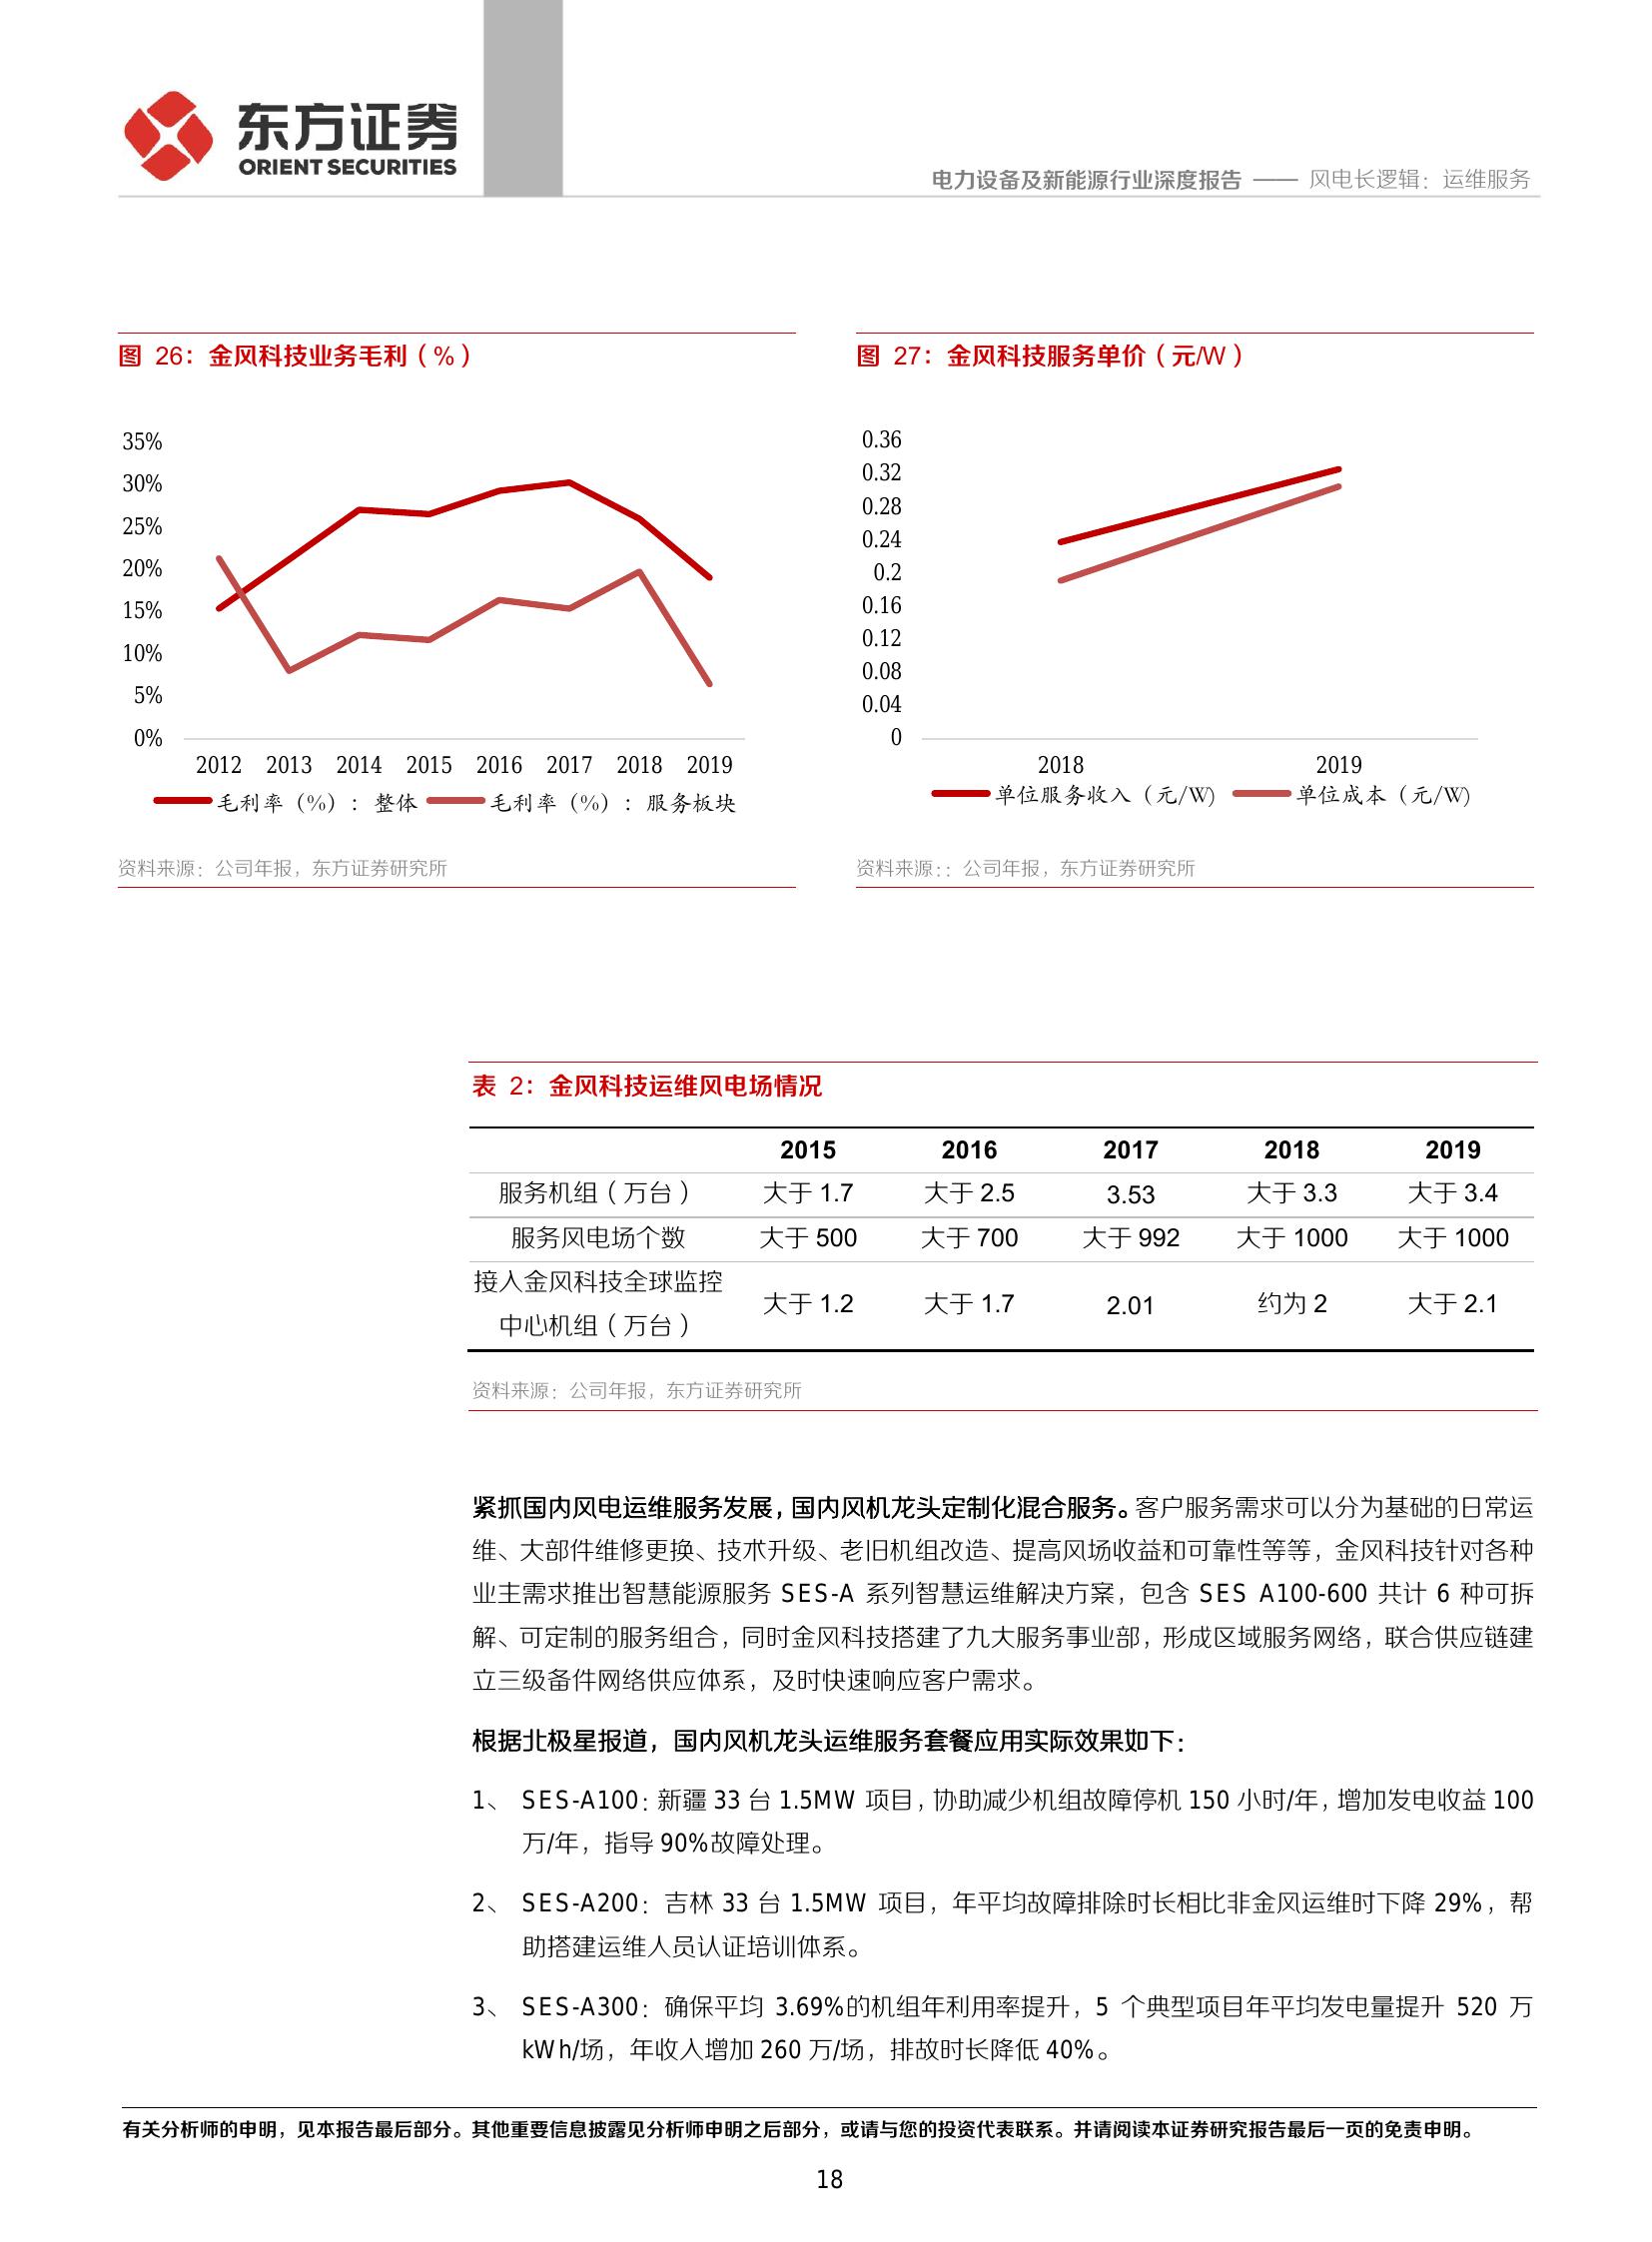 东方证券
ORIENT SECURITIES
电力设备及新能源行业深度报告 —— 风电长逻辑：运维服务
图 26：金风科技业务毛利（%）
35%
30%
25%
20%
15%
10%
5%
0%
2012 2013 2014 2015 2016 2017 2018 2019
毛利率（%）：整体 毛利率（%）：服务板块
资料来源：公司年报，东方证券研究所
图 27：金风科技服务单价（元/W）
0.36
0.32
0.28
0.24
0.2
0.16
0.12
0.08
0.04
0
2018 2019
单位服务收入（元/W) 单位成本（元/W)
资料来源：：公司年报，东方证券研究所
表 2：金风科技运维风电场情况
2015 2016 2017 2018 2019
服务机组（万台） 大于 1.7 大于 2.5 3.53 大于 3.3 大于 3.4
服务风电场个数 大于 500 大于 700 大于 992 大于 1000 大于 1000
接入金风科技全球监控
中心机组（万台） 大于 1.2 大于 1.7 2.01 约为 2 大于 2.1
资料来源：公司年报，东方证券研究所
紧抓国内风电运维服务发展，国内风机龙头定制化混合服务。客户服务需求可以分为基础的日常运
维、大部件维修更换、技术升级、老旧机组改造、提高风场收益和可靠性等等，金风科技针对各种
业主需求推出智慧能源服务 SES-A 系列智慧运维解决方案，包含 SES A100-600 共计 6 种可拆
解、可定制的服务组合，同时金风科技搭建了九大服务事业部，形成区域服务网络，联合供应链建
立三级备件网络供应体系，及时快速响应客户需求。
根据北极星报道，国内风机龙头运维服务套餐应用实际效果如下：
1、 SES-A100：新疆 33 台 1.5MW 项目，协助减少机组故障停机 150 小时/年，增加发电收益 100
万/年，指导 90%故障处理。
2、 SES-A200：吉林 33 台 1.5MW 项目，年平均故障排除时长相比非金风运维时下降 29%，帮
助搭建运维人员认证培训体系。
3、 SES-A300：确保平均 3.69%的机组年利用率提升，5 个典型项目年平均发电量提升 520 万
kWh/场，年收入增加 260 万/场，排故时长降低 40%。
有关分析师的申明，见本报告最后部分。其他重要信息披露见分析师申明之后部分，或请与您的投资代表联系。并请阅读本证券研究报告最后一页的免责申明。
18